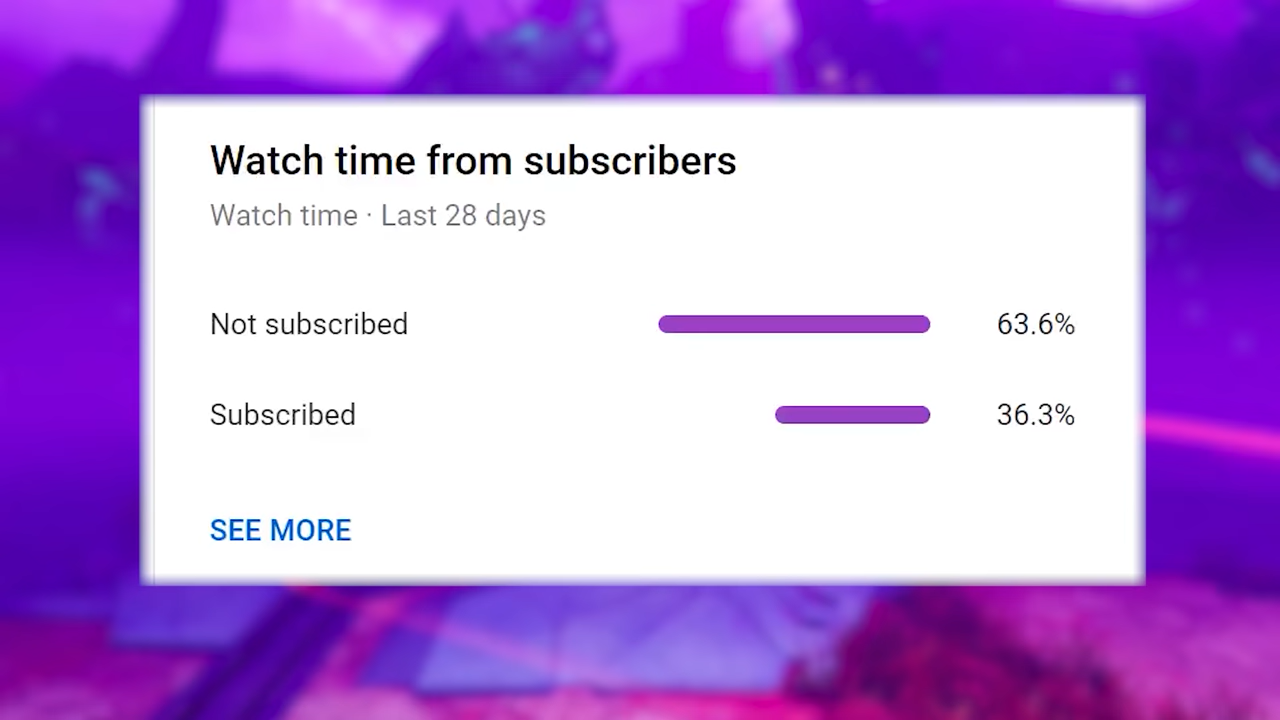 Watch time from subscribers
Watch time · Last 28 days
Not subscribed 63.6%
Subscribed 36.3%
SEE MORE